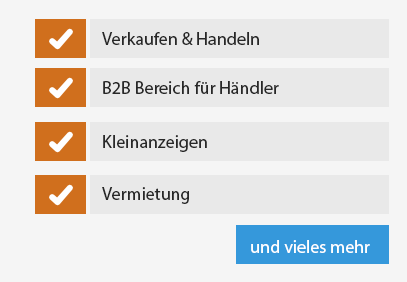 Verkaufen & Handeln
B2B Bereich für Händler
Kleinanzeigen
Vermietung
und vieles mehr